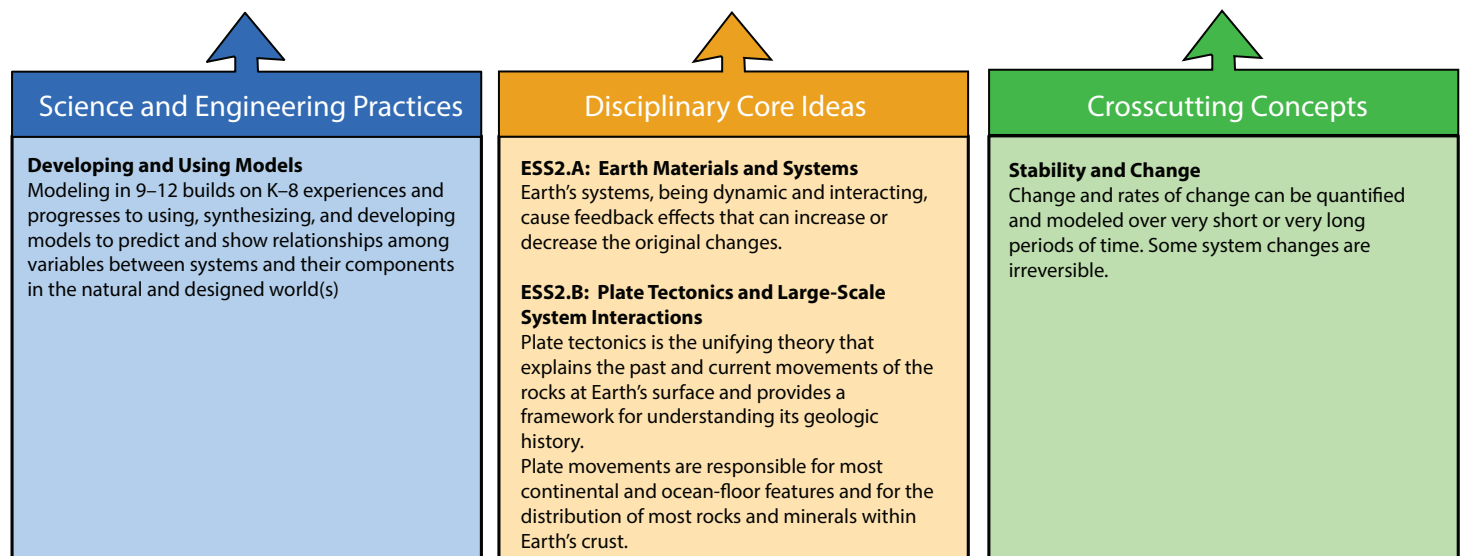 Science and Engineering Practices
Developing and Using Models
Modeling in 9–12 builds on K–8 experiences and
progresses to using, synthesizing, and developing
models to predict and show relationships among
variables between systems and their components
in the natural and designed world(s)
Disciplinary Core Ideas
ESS2.A:  Earth Materials and Systems
Earth's systems, being dynamic and interacting,
cause feedback effects that can increase or
decrease the original changes.
ESS2.B:  Plate Tectonics and Large-Scale
System Interactions
Plate tectonics is the unifying theory that
explains the past and current movements of the
rocks at Earth's surface and provides a
framework for understanding its geologic
history.
Plate movements are responsible for most
continental and ocean-floor features and for the
distribution of most rocks and minerals within
Earth's crust.
Crosscutting Concepts
Stability and Change
Change and rates of change can be quantified
and modeled over very short or very long
periods of time. Some system changes are
irreversible.